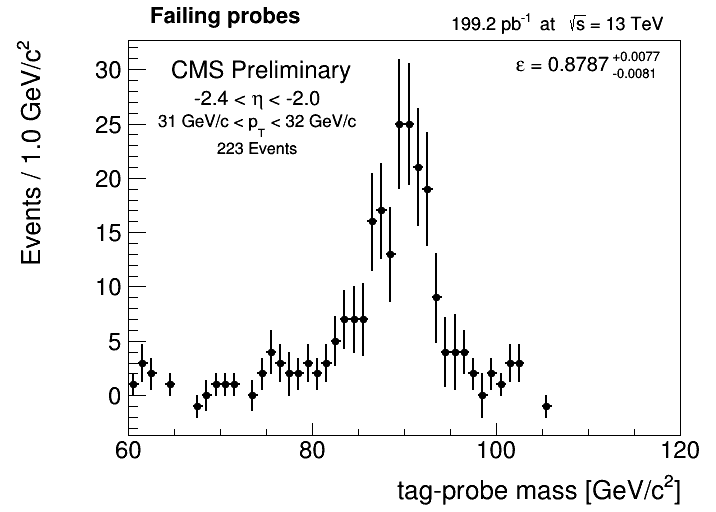 Failing probes
199.2 pb⁻¹ at √s = 13 TeV
CMS Preliminary
-2.4 < η < -2.0
31 GeV/c < p_T < 32 GeV/c
223 Events
ε = 0.8787 +0.0077 -0.0081
Events / 1.0 GeV/c²
30
25
20
15
10
5
0
60 80 100 120
tag-probe mass [GeV/c²]